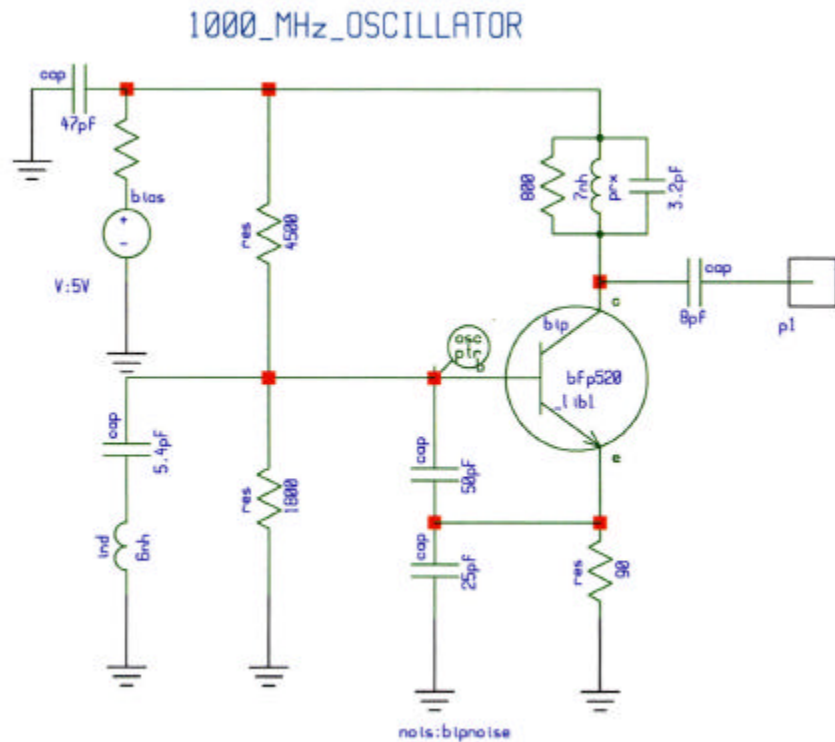 1000_MHz_OSCILLATOR
cap
47pF
bias
+
-
V:5V
res
4500
800
7nh
prx
3.2pF
cap
8pF
p1
c
bip
bfp520
_lib1
osc
ptr
b
e
cap
5.4pF
ind
6nh
res
1800
cap
50pF
cap
25pF
res
90
nois:bipnoise